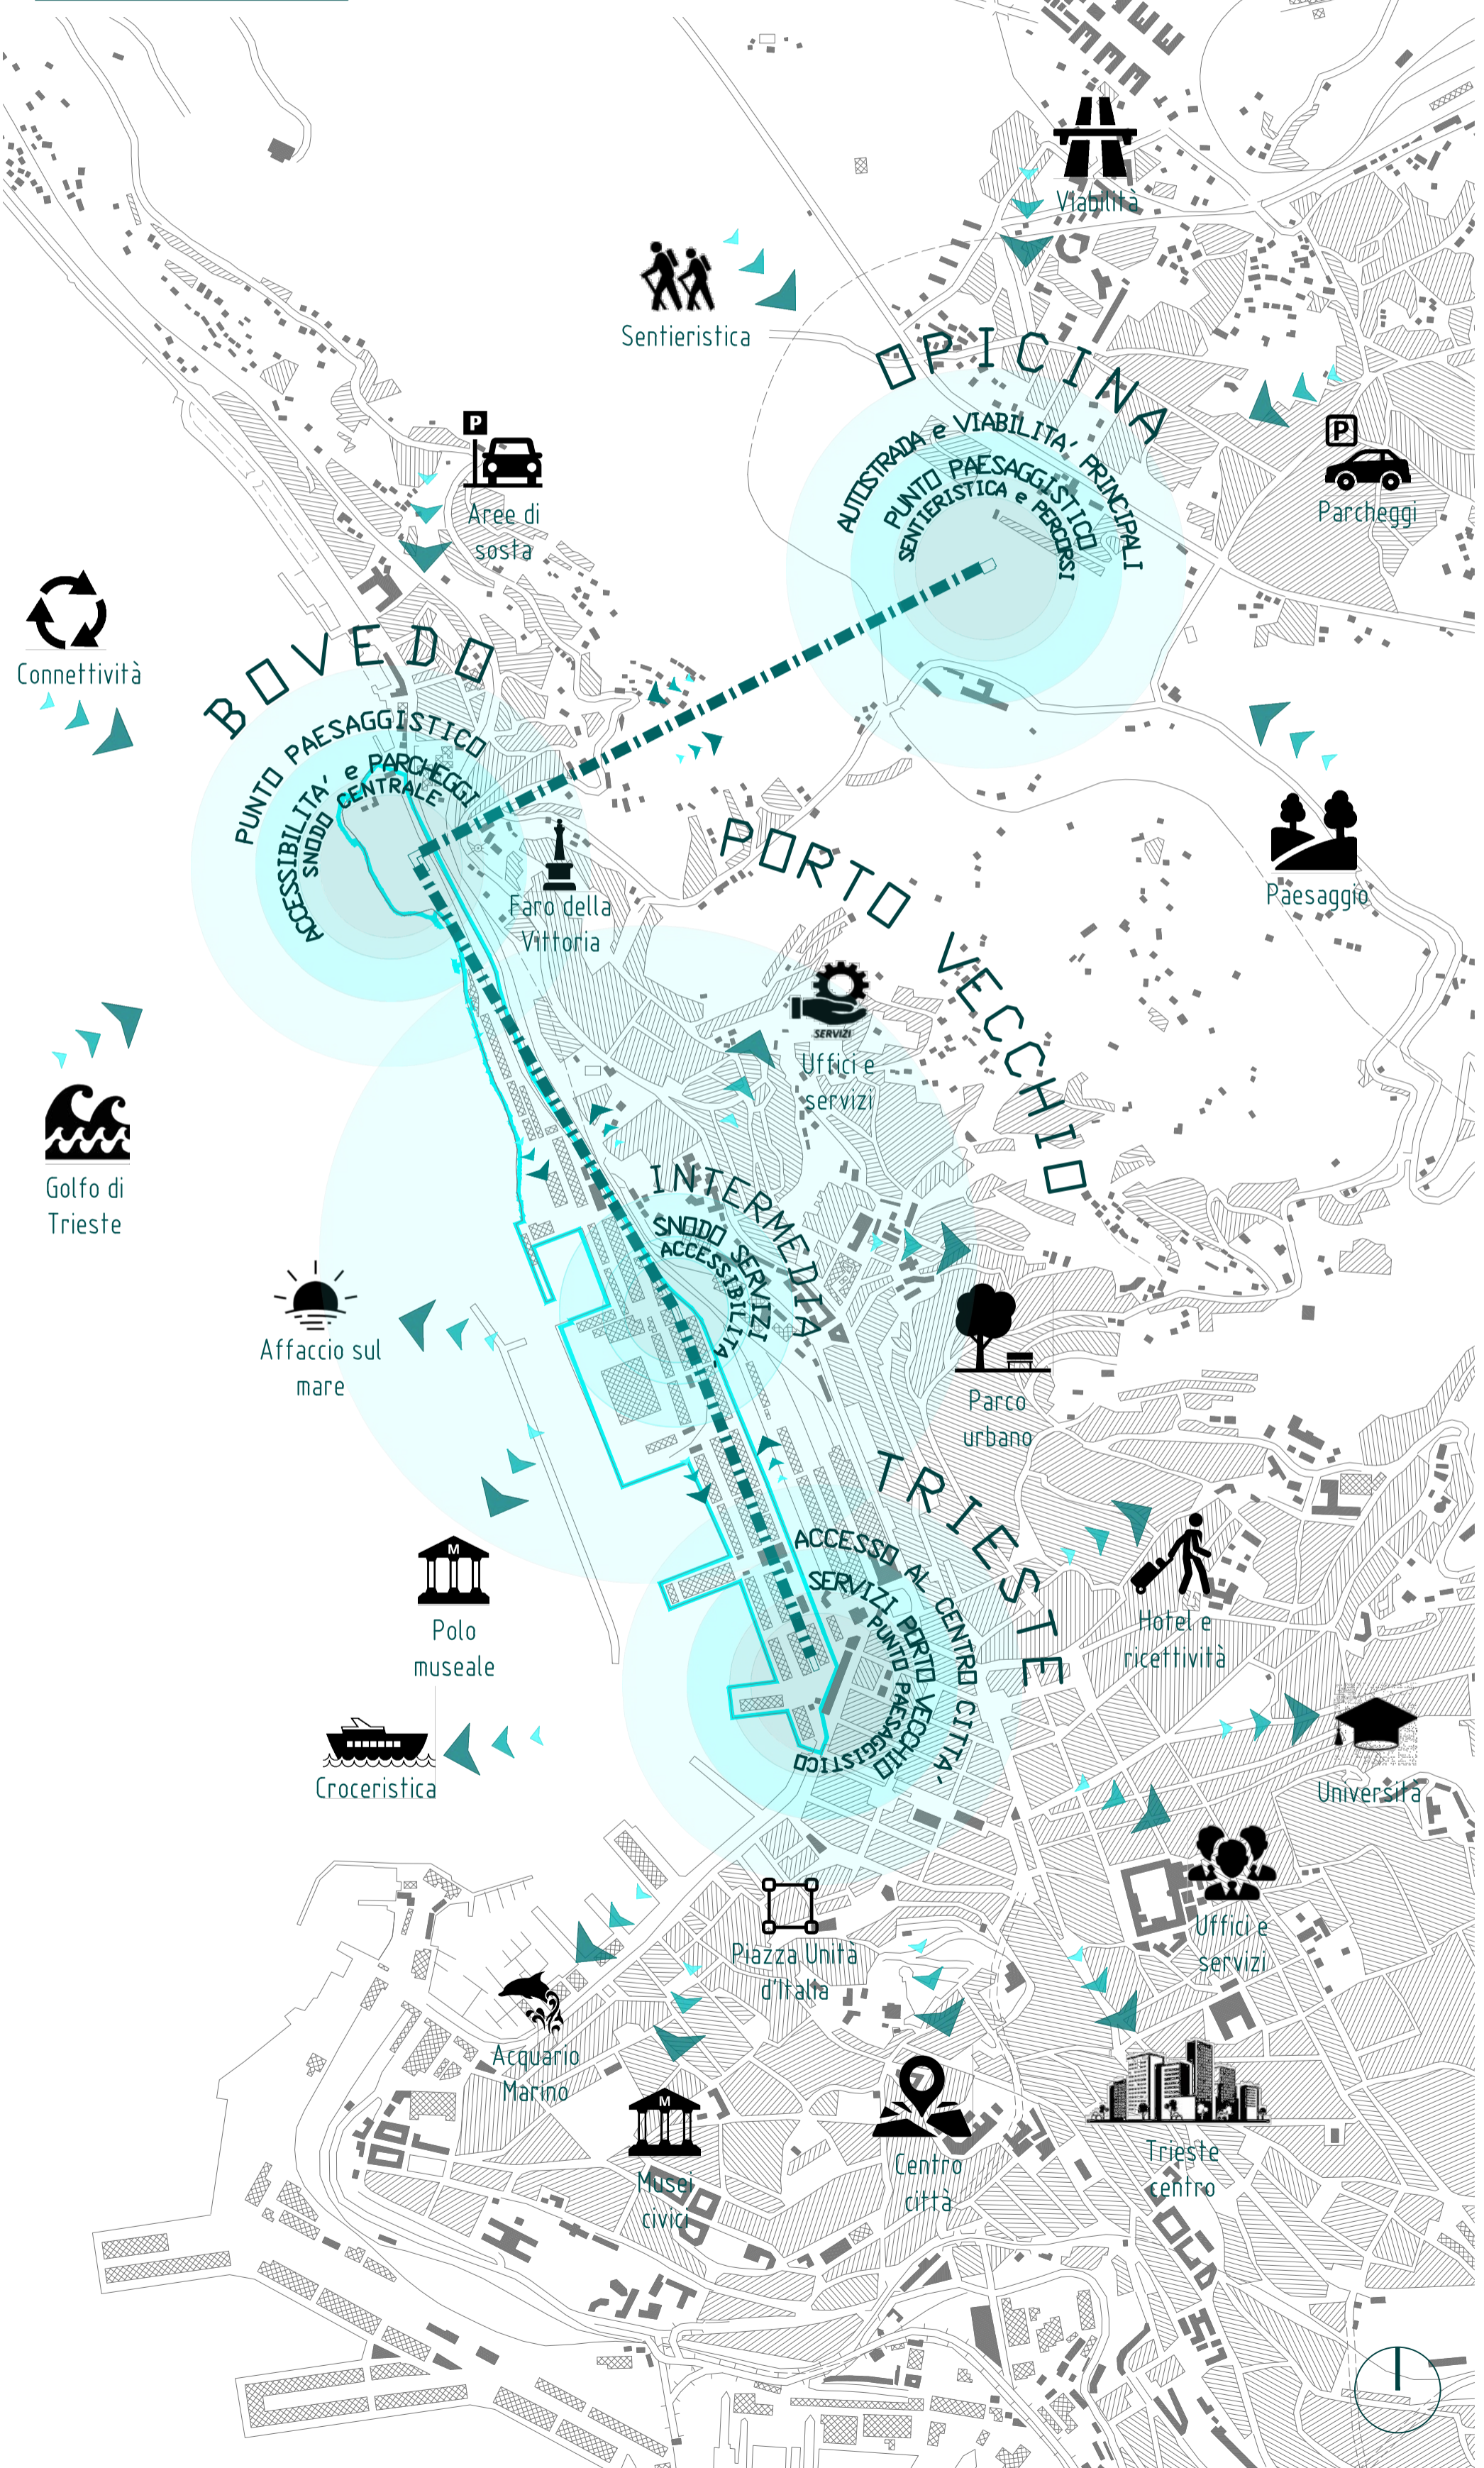 Viabilità
Sentieristica
OPICINA
AUTOSTRADA e VIABILITA' PRINCIPALI
PUNTO PAESAGGISTICO
SENTIERISTICA e PERCORSI
P
Parcheggi
P
Aree di
sosta
Connettività
BOVEDO
PUNTO PAESAGGISTICO
ACCESSIBILITA' e PARCHEGGI
SNODO CENTRALE
Faro della
Vittoria
PORTO VECCHIO
Paesaggio
SERVIZI
Uffici e
servizi
Golfo di
Trieste
INTERMEDIA
SNODO SERVIZI
ACCESSIBILITA'
Affaccio sul
mare
Parco
urbano
TRIESTE
ACCESSO AL CENTRO CITTA'
SERVIZI PORTO VECCHIO
PUNTO PAESAGGISTICO
M
Polo
museale
Hotel e
ricettività
Croceristica
Università
Uffici e
servizi
Piazza Unità
d'Italia
Acquario
Marino
M
Musei
civici
Centro
città
Trieste
centro